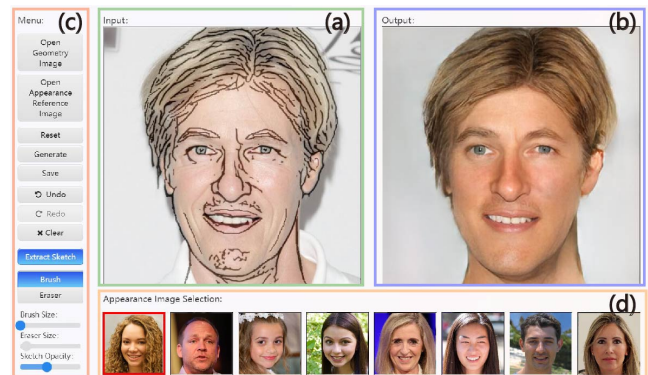 Menu:
(c)
Open
Geometry
Image
Open
Appearance
Reference
Image
Reset
Generate
Save
Undo
Redo
Clear
Extract Sketch
Brush
Eraser
Brush Size:
Eraser Size:
Sketch Opacity:
Input:
(a)
Output:
(b)
Appearance Image Selection:
(d)